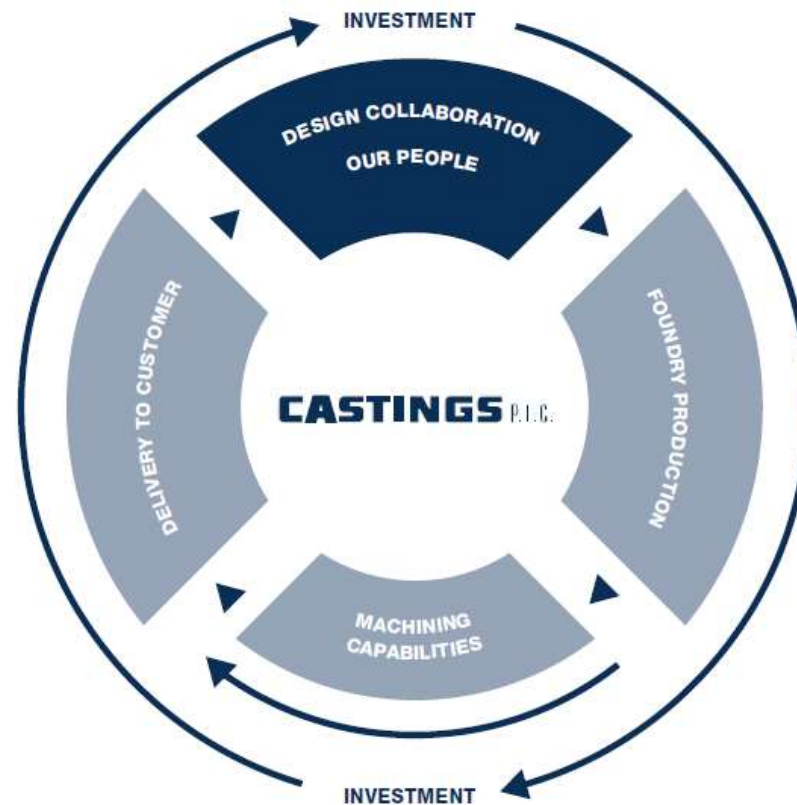 INVESTMENT
DESIGN COLLABORATION
OUR PEOPLE
FOUNDRY PRODUCTION
DELIVERY TO CUSTOMER
CASTINGS P.L.C.
MACHINING
CAPABILITIES
INVESTMENT